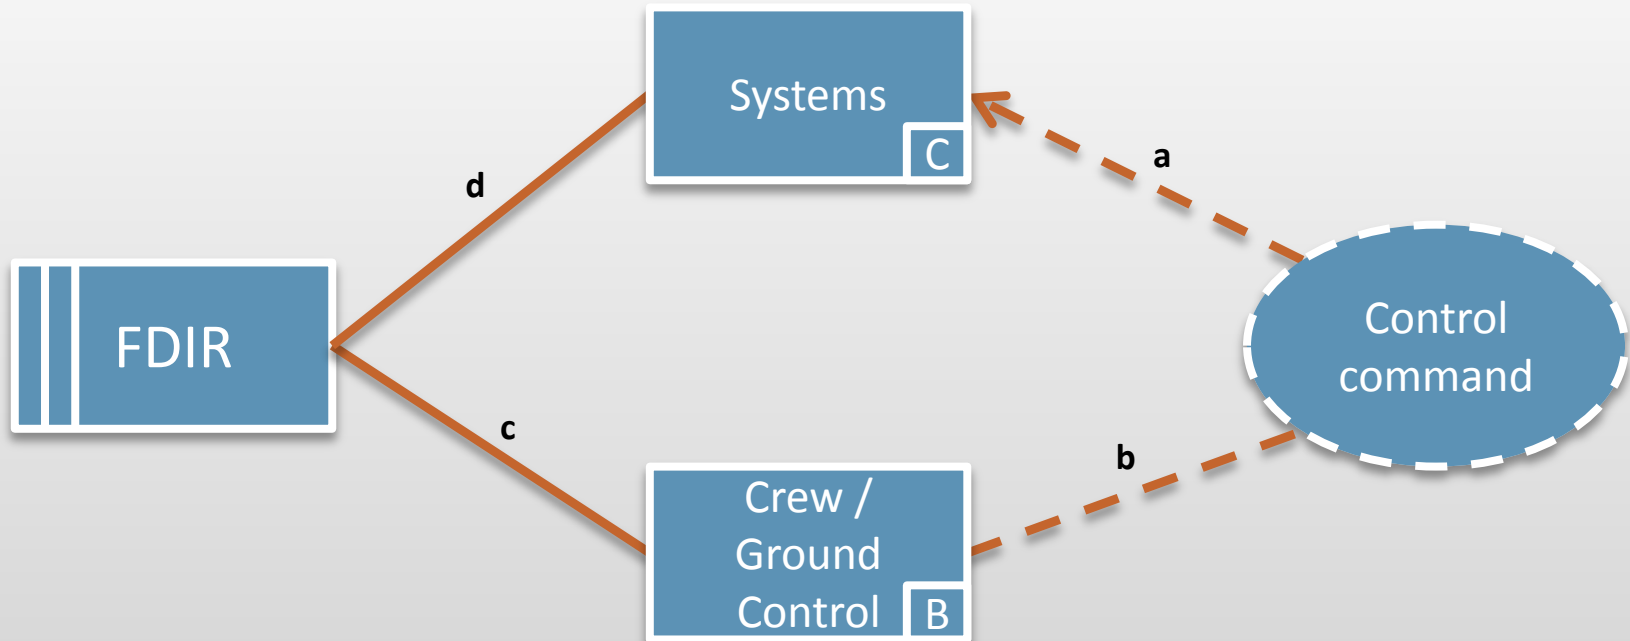 Systems
C
a
d
FDIR
Control
command
c
b
Crew /
Ground
Control
B